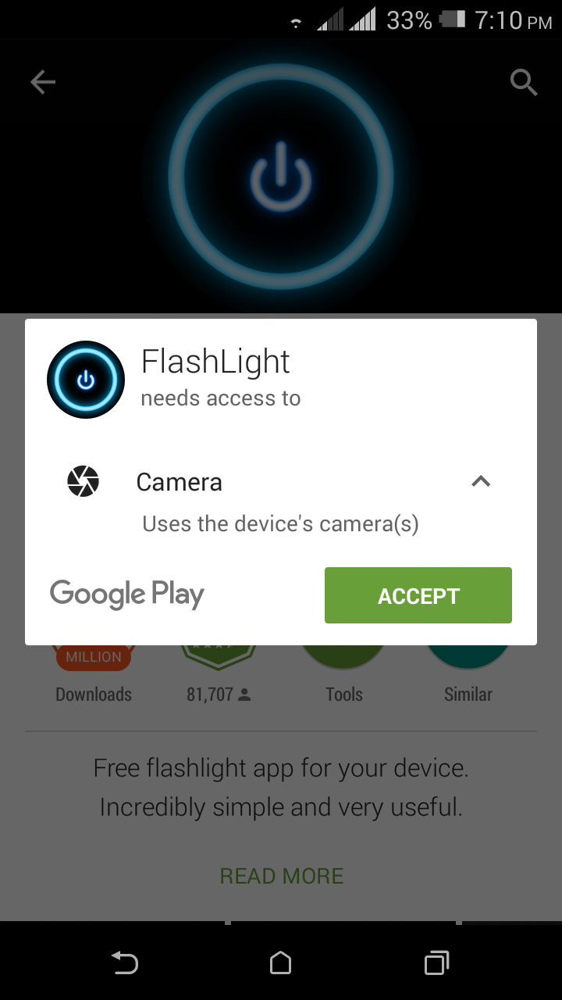 33% 7:10 PM
FlashLight
needs access to
Camera
Uses the device's camera(s)
Google Play
ACCEPT
MILLION
Downloads
81,707
Tools
Similar
Free flashlight app for your device.
Incredibly simple and very useful.
READ MORE